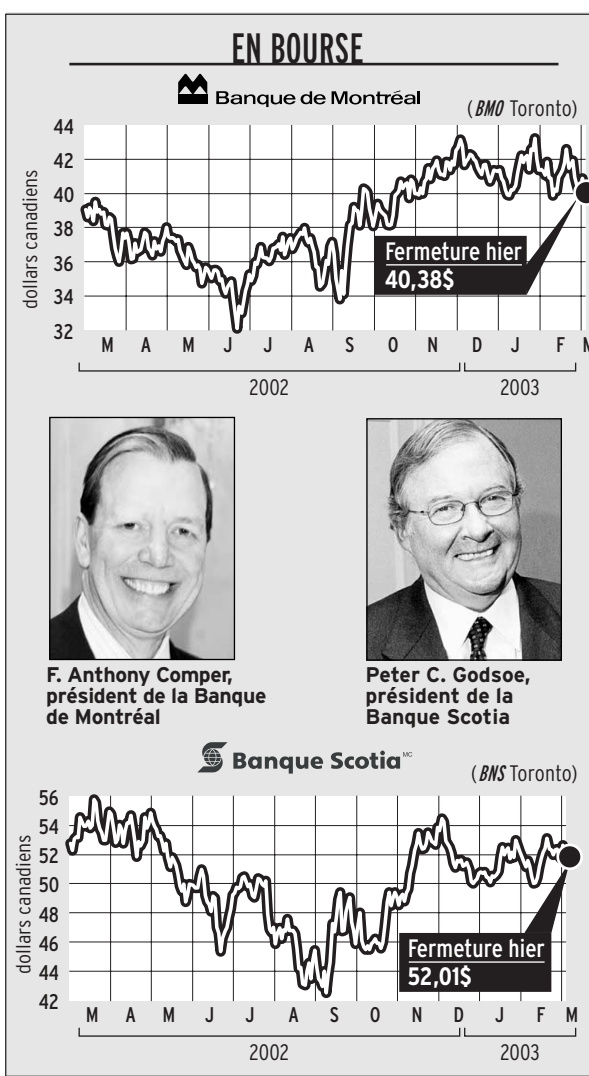 EN BOURSE
Banque de Montréal
(BMO Toronto)
dollars canadiens
44
42
40
38
36
34
32
Fermeture hier
40,38$
M A M J J A S O N D J F M
2002 2003
F. Anthony Comper,
président de la Banque
de Montréal
Peter C. Godsoe,
président de la
Banque Scotia
Banque Scotia MC
(BNS Toronto)
dollars canadiens
56
54
52
50
48
46
44
42
Fermeture hier
52,01$
M A M J J A S O N D J F M
2002 2003